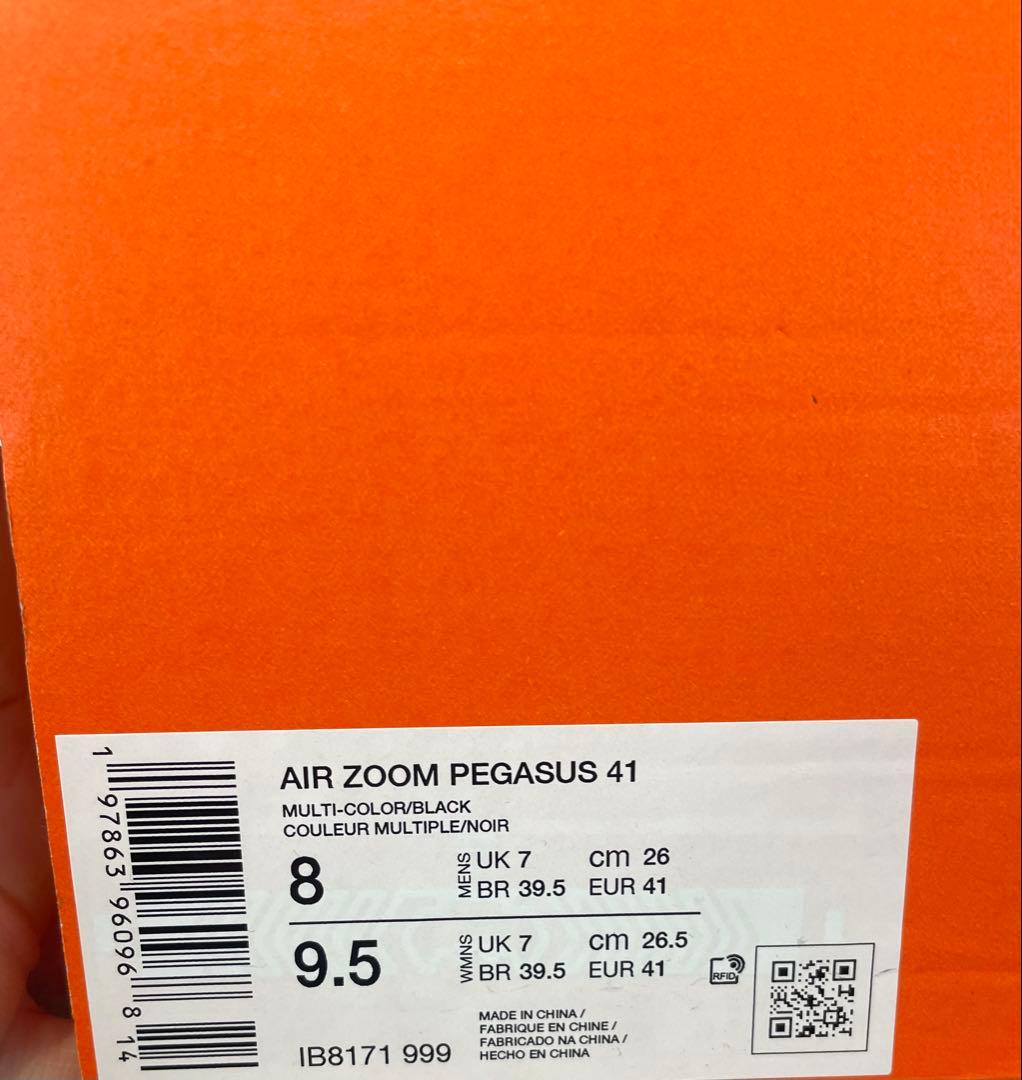 AIR ZOOM PEGASUS 41
MULTI-COLOR/BLACK
COULEUR MULTIPLE/NOIR
8 MENS UK 7 cm 26
BR 39.5 EUR 41
9.5 WMNS UK 7 cm 26.5
BR 39.5 EUR 41
RFID
MADE IN CHINA /
FABRIQUE EN CHINE /
FABRICADO NA CHINA /
HECHO EN CHINA
IB8171 999
1 97863 96096 8 14